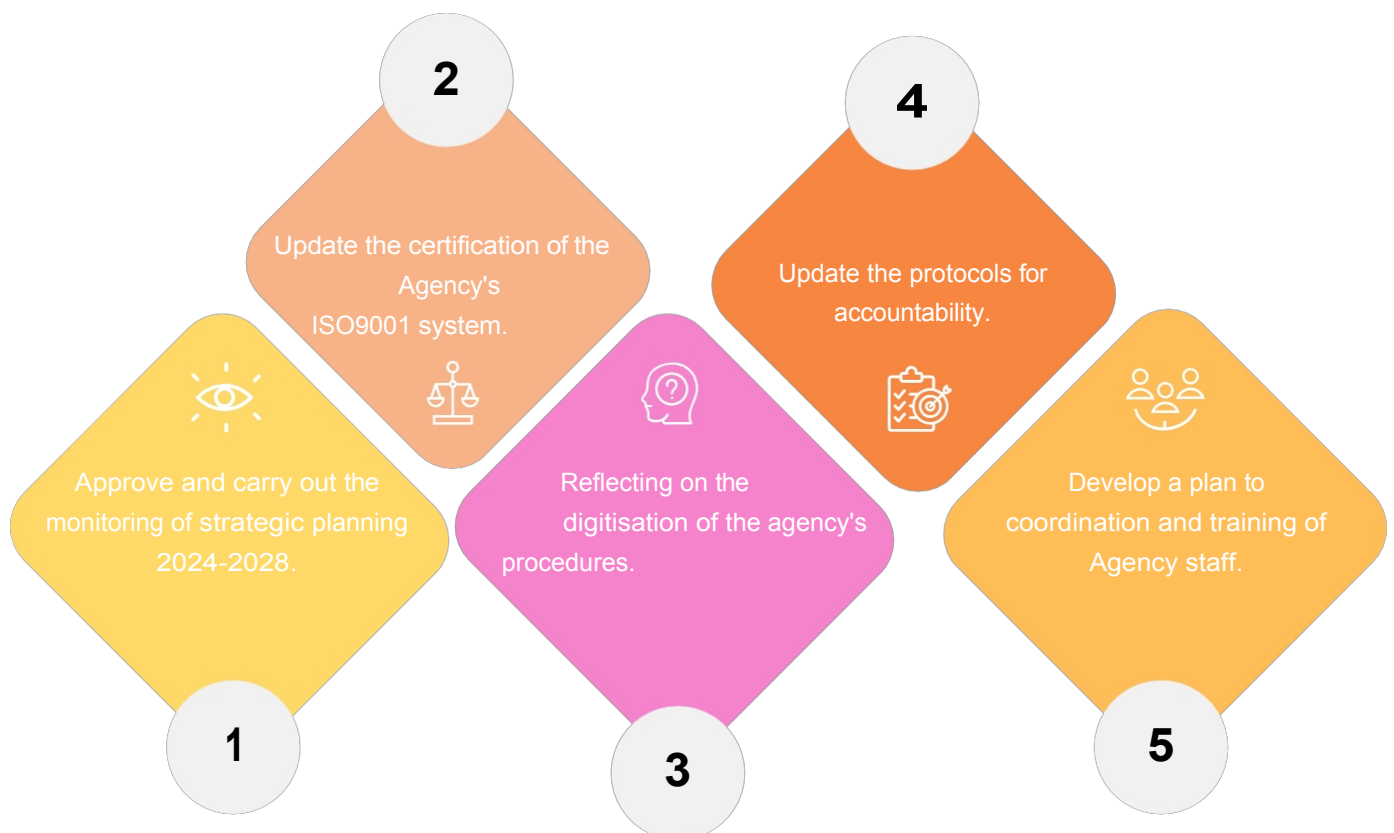 1
Approve and carry out the
monitoring of strategic planning
2024-2028.
2
Update the certification of the
Agency's
ISO9001 system.
3
Reflecting on the
digitisation of the agency's
procedures.
4
Update the protocols for
accountability.
5
Develop a plan to
coordination and training of
Agency staff.